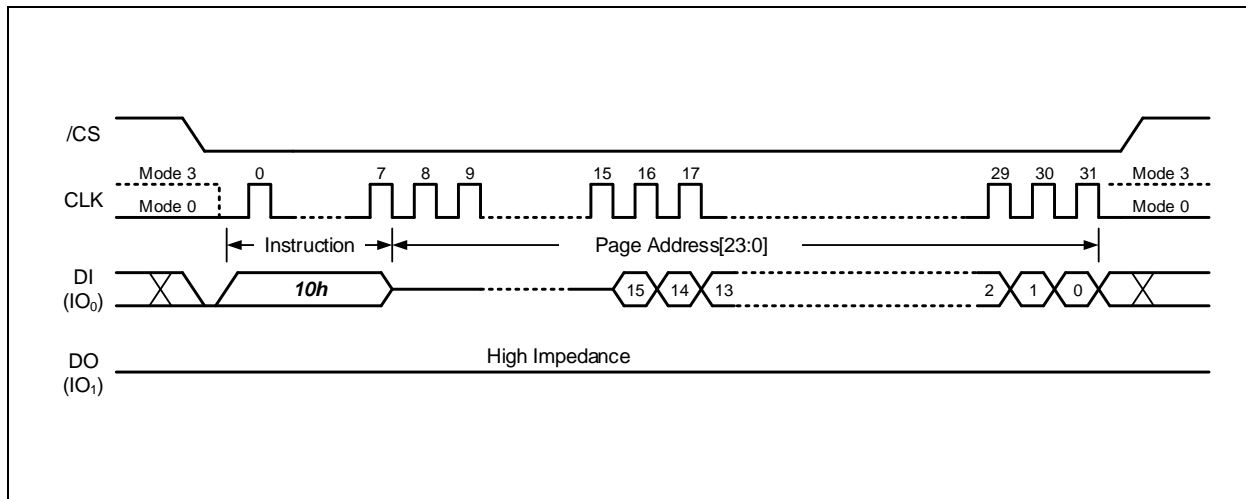 /CS
Mode 3 0 7 8 9 15 16 17 29 30 31 Mode 3
CLK
Mode 0 Mode 0
Instruction Page Address[23:0]
DI
10h 15 14 13 2 1 0
(IO0)
High Impedance
DO
(IO1)